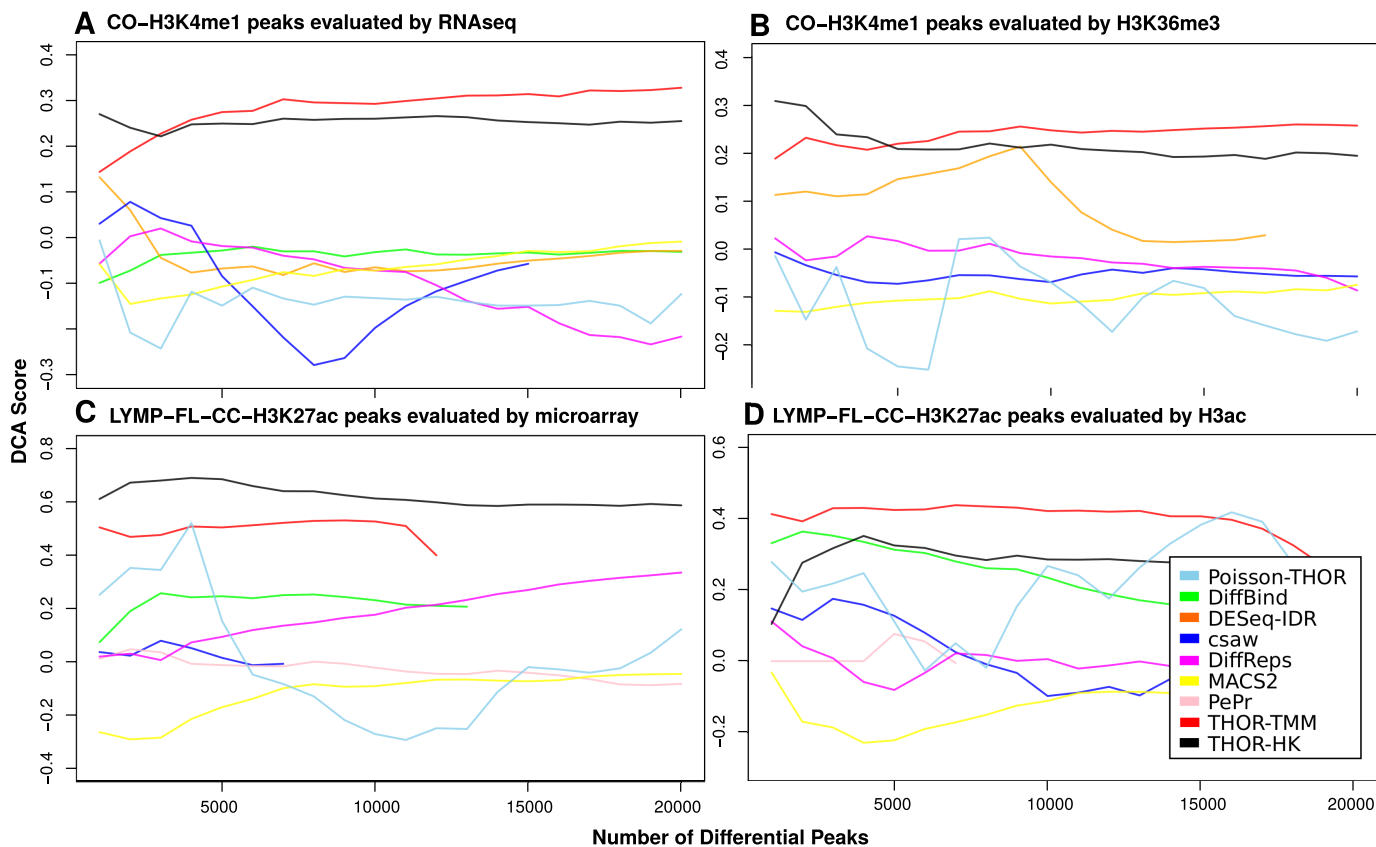 A CO−H3K4me1 peaks evaluated by RNAseq
B CO−H3K4me1 peaks evaluated by H3K36me3
0.4
0.3
0.2
0.1
0.0
−0.1
−0.3
0.4
0.3
0.2
0.1
0.0
−0.1
−0.2
DCA Score
C LYMP−FL−CC−H3K27ac peaks evaluated by microarray
D LYMP−FL−CC−H3K27ac peaks evaluated by H3ac
0.8
0.6
0.4
0.2
0.0
−0.2
−0.4
0.6
0.4
0.2
0.0
−0.2
Poisson-THOR
DiffBind
DESeq-IDR
csaw
DiffReps
MACS2
PePr
THOR-TMM
THOR-HK
5000 10000 15000 20000
5000 10000 15000 20000
Number of Differential Peaks